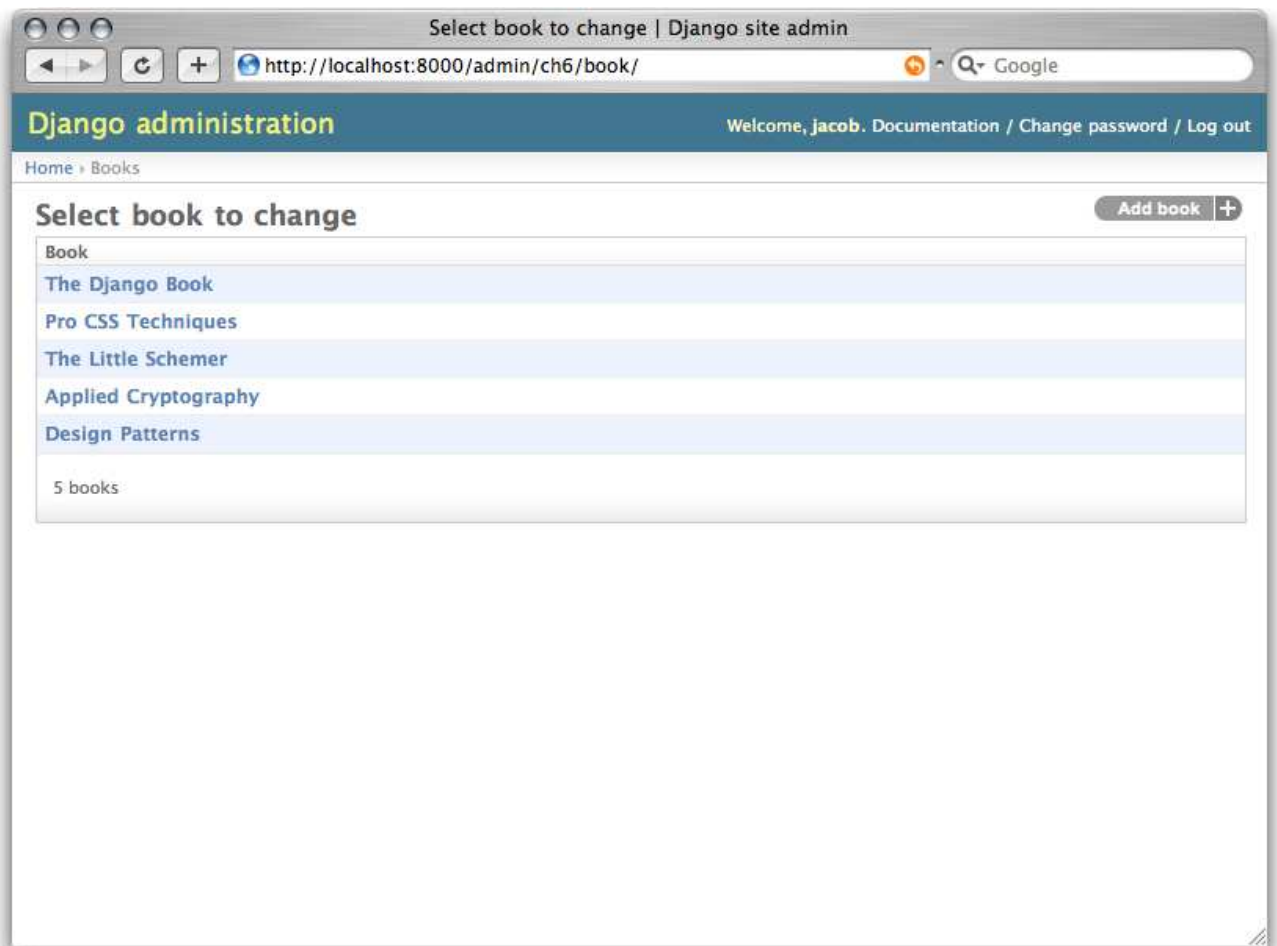 Select book to change | Django site admin
http://localhost:8000/admin/ch6/book/
Google
Django administration
Welcome, jacob. Documentation / Change password / Log out
Home › Books
Select book to change
Add book +
Book
The Django Book
Pro CSS Techniques
The Little Schemer
Applied Cryptography
Design Patterns
5 books